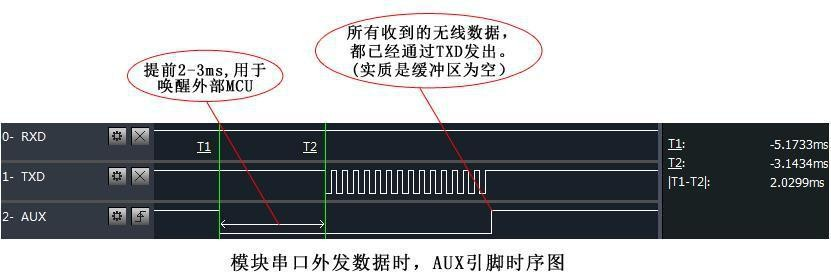 所有收到的无线数据，
都已经通过TXD发出。
(实质是缓冲区为空）
提前2-3ms,用于
唤醒外部MCU
0- RXD
T1
T2
1- TXD
2- AUX
T1: -5.1733ms
T2: -3.1434ms
|T1-T2|: 2.0299ms
模块串口外发数据时，AUX引脚时序图